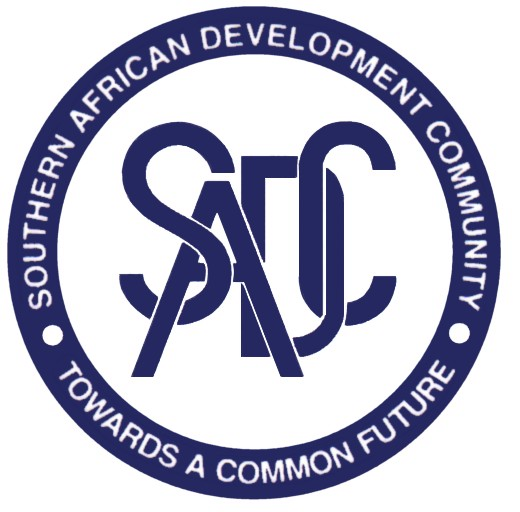 SOUTHERN AFRICAN DEVELOPMENT COMMUNITY
SADC
TOWARDS A COMMON FUTURE